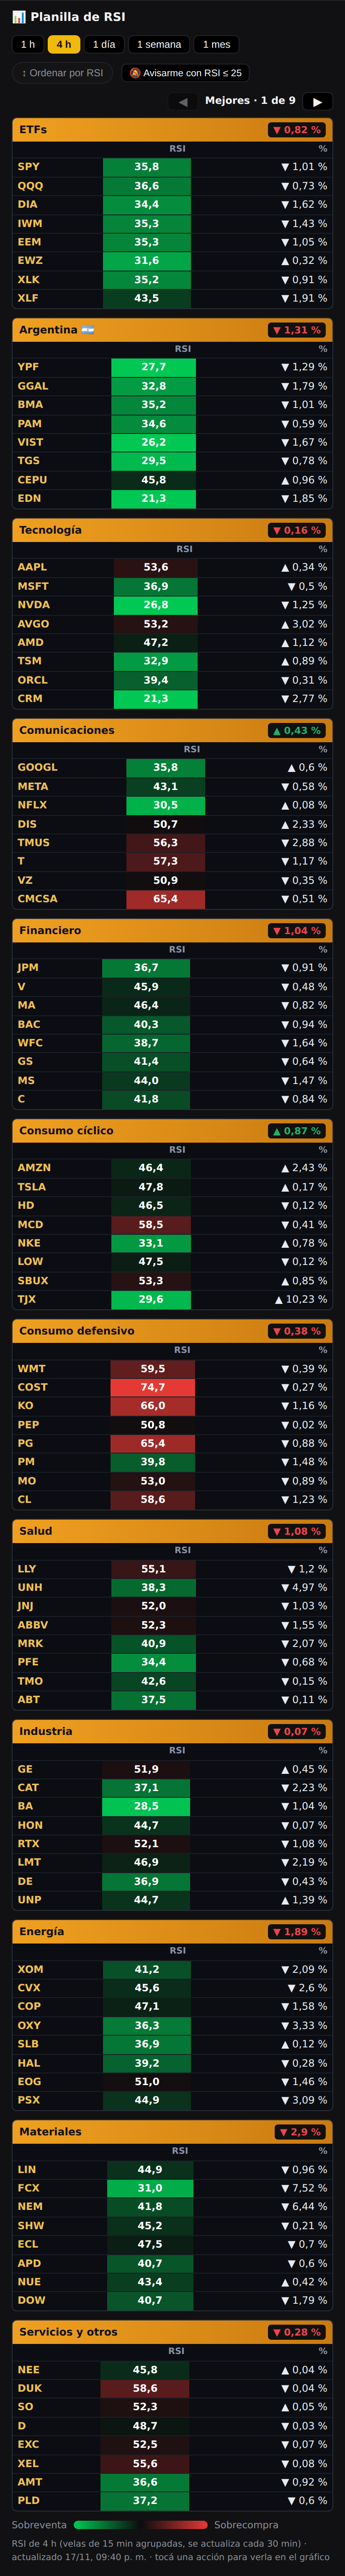 📊 Planilla de RSI
1 h 4 h 1 día 1 semana 1 mes
↕ Ordenar por RSI 🔕 Avisarme con RSI ≤ 25
◀ Mejores · 1 de 9 ▶
ETFs ▼ 0,82 %
RSI %
SPY 35,8 ▼ 1,01 %
QQQ 36,6 ▼ 0,73 %
DIA 34,4 ▼ 1,62 %
IWM 35,3 ▼ 1,43 %
EEM 35,3 ▼ 1,05 %
EWZ 31,6 ▲ 0,32 %
XLK 35,2 ▼ 0,91 %
XLF 43,5 ▼ 1,91 %
Argentina 🇦🇷 ▼ 1,31 %
RSI %
YPF 27,7 ▼ 1,29 %
GGAL 32,8 ▼ 1,79 %
BMA 35,2 ▼ 1,01 %
PAM 34,6 ▼ 0,59 %
VIST 26,2 ▼ 1,67 %
TGS 29,5 ▼ 0,78 %
CEPU 45,8 ▲ 0,96 %
EDN 21,3 ▼ 1,85 %
Tecnología ▼ 0,16 %
RSI %
AAPL 53,6 ▲ 0,34 %
MSFT 36,9 ▼ 0,5 %
NVDA 26,8 ▼ 1,25 %
AVGO 53,2 ▲ 3,02 %
AMD 47,2 ▲ 1,12 %
TSM 32,9 ▲ 0,89 %
ORCL 39,4 ▼ 0,31 %
CRM 21,3 ▼ 2,77 %
Comunicaciones ▲ 0,43 %
RSI %
GOOGL 35,8 ▲ 0,6 %
META 43,1 ▼ 0,58 %
NFLX 30,5 ▲ 0,08 %
DIS 50,7 ▲ 2,33 %
TMUS 56,3 ▼ 2,88 %
T 57,3 ▼ 1,17 %
VZ 50,9 ▼ 0,35 %
CMCSA 65,4 ▼ 0,51 %
Financiero ▼ 1,04 %
RSI %
JPM 36,7 ▼ 0,91 %
V 45,9 ▼ 0,48 %
MA 46,4 ▼ 0,82 %
BAC 40,3 ▼ 0,94 %
WFC 38,7 ▼ 1,64 %
GS 41,4 ▼ 0,64 %
MS 44,0 ▼ 1,47 %
C 41,8 ▼ 0,84 %
Consumo cíclico ▲ 0,87 %
RSI %
AMZN 46,4 ▲ 2,43 %
TSLA 47,8 ▲ 0,17 %
HD 46,5 ▼ 0,12 %
MCD 58,5 ▼ 0,41 %
NKE 33,1 ▲ 0,78 %
LOW 47,5 ▼ 0,12 %
SBUX 53,3 ▲ 0,85 %
TJX 29,6 ▲ 10,23 %
Consumo defensivo ▼ 0,38 %
RSI %
WMT 59,5 ▼ 0,39 %
COST 74,7 ▼ 0,27 %
KO 66,0 ▼ 1,16 %
PEP 50,8 ▼ 0,02 %
PG 65,4 ▼ 0,88 %
PM 39,8 ▼ 1,48 %
MO 53,0 ▼ 0,89 %
CL 58,6 ▼ 1,23 %
Salud ▼ 1,08 %
RSI %
LLY 55,1 ▼ 1,2 %
UNH 38,3 ▼ 4,97 %
JNJ 52,0 ▼ 1,03 %
ABBV 52,3 ▼ 1,55 %
MRK 40,9 ▼ 2,07 %
PFE 34,4 ▼ 0,68 %
TMO 42,6 ▼ 0,15 %
ABT 37,5 ▼ 0,11 %
Industria ▼ 0,07 %
RSI %
GE 51,9 ▲ 0,45 %
CAT 37,1 ▼ 2,23 %
BA 28,5 ▼ 1,04 %
HON 44,7 ▼ 0,07 %
RTX 52,1 ▼ 1,08 %
LMT 46,9 ▼ 2,19 %
DE 36,9 ▼ 0,43 %
UNP 44,7 ▲ 1,39 %
Energía ▼ 1,89 %
RSI %
XOM 41,2 ▼ 2,09 %
CVX 45,6 ▼ 2,6 %
COP 47,1 ▼ 1,58 %
OXY 36,3 ▼ 3,33 %
SLB 36,9 ▲ 0,12 %
HAL 39,2 ▼ 0,28 %
EOG 51,0 ▼ 1,46 %
PSX 44,9 ▼ 3,09 %
Materiales ▼ 2,9 %
RSI %
LIN 44,9 ▼ 0,96 %
FCX 31,0 ▼ 7,52 %
NEM 41,8 ▼ 6,44 %
SHW 45,2 ▼ 0,21 %
ECL 47,5 ▼ 0,7 %
APD 40,7 ▼ 0,6 %
NUE 43,4 ▲ 0,42 %
DOW 40,7 ▼ 1,79 %
Servicios y otros ▼ 0,28 %
RSI %
NEE 45,8 ▲ 0,04 %
DUK 58,6 ▼ 0,04 %
SO 52,3 ▲ 0,05 %
D 48,7 ▼ 0,03 %
EXC 52,5 ▼ 0,07 %
XEL 55,6 ▼ 0,08 %
AMT 36,6 ▼ 0,92 %
PLD 37,2 ▼ 0,6 %
Sobreventa Sobrecompra
RSI de 4 h (velas de 15 min agrupadas, se actualiza cada 30 min) ·
actualizado 17/11, 09:40 p. m. · tocá una acción para verla en el gráfico